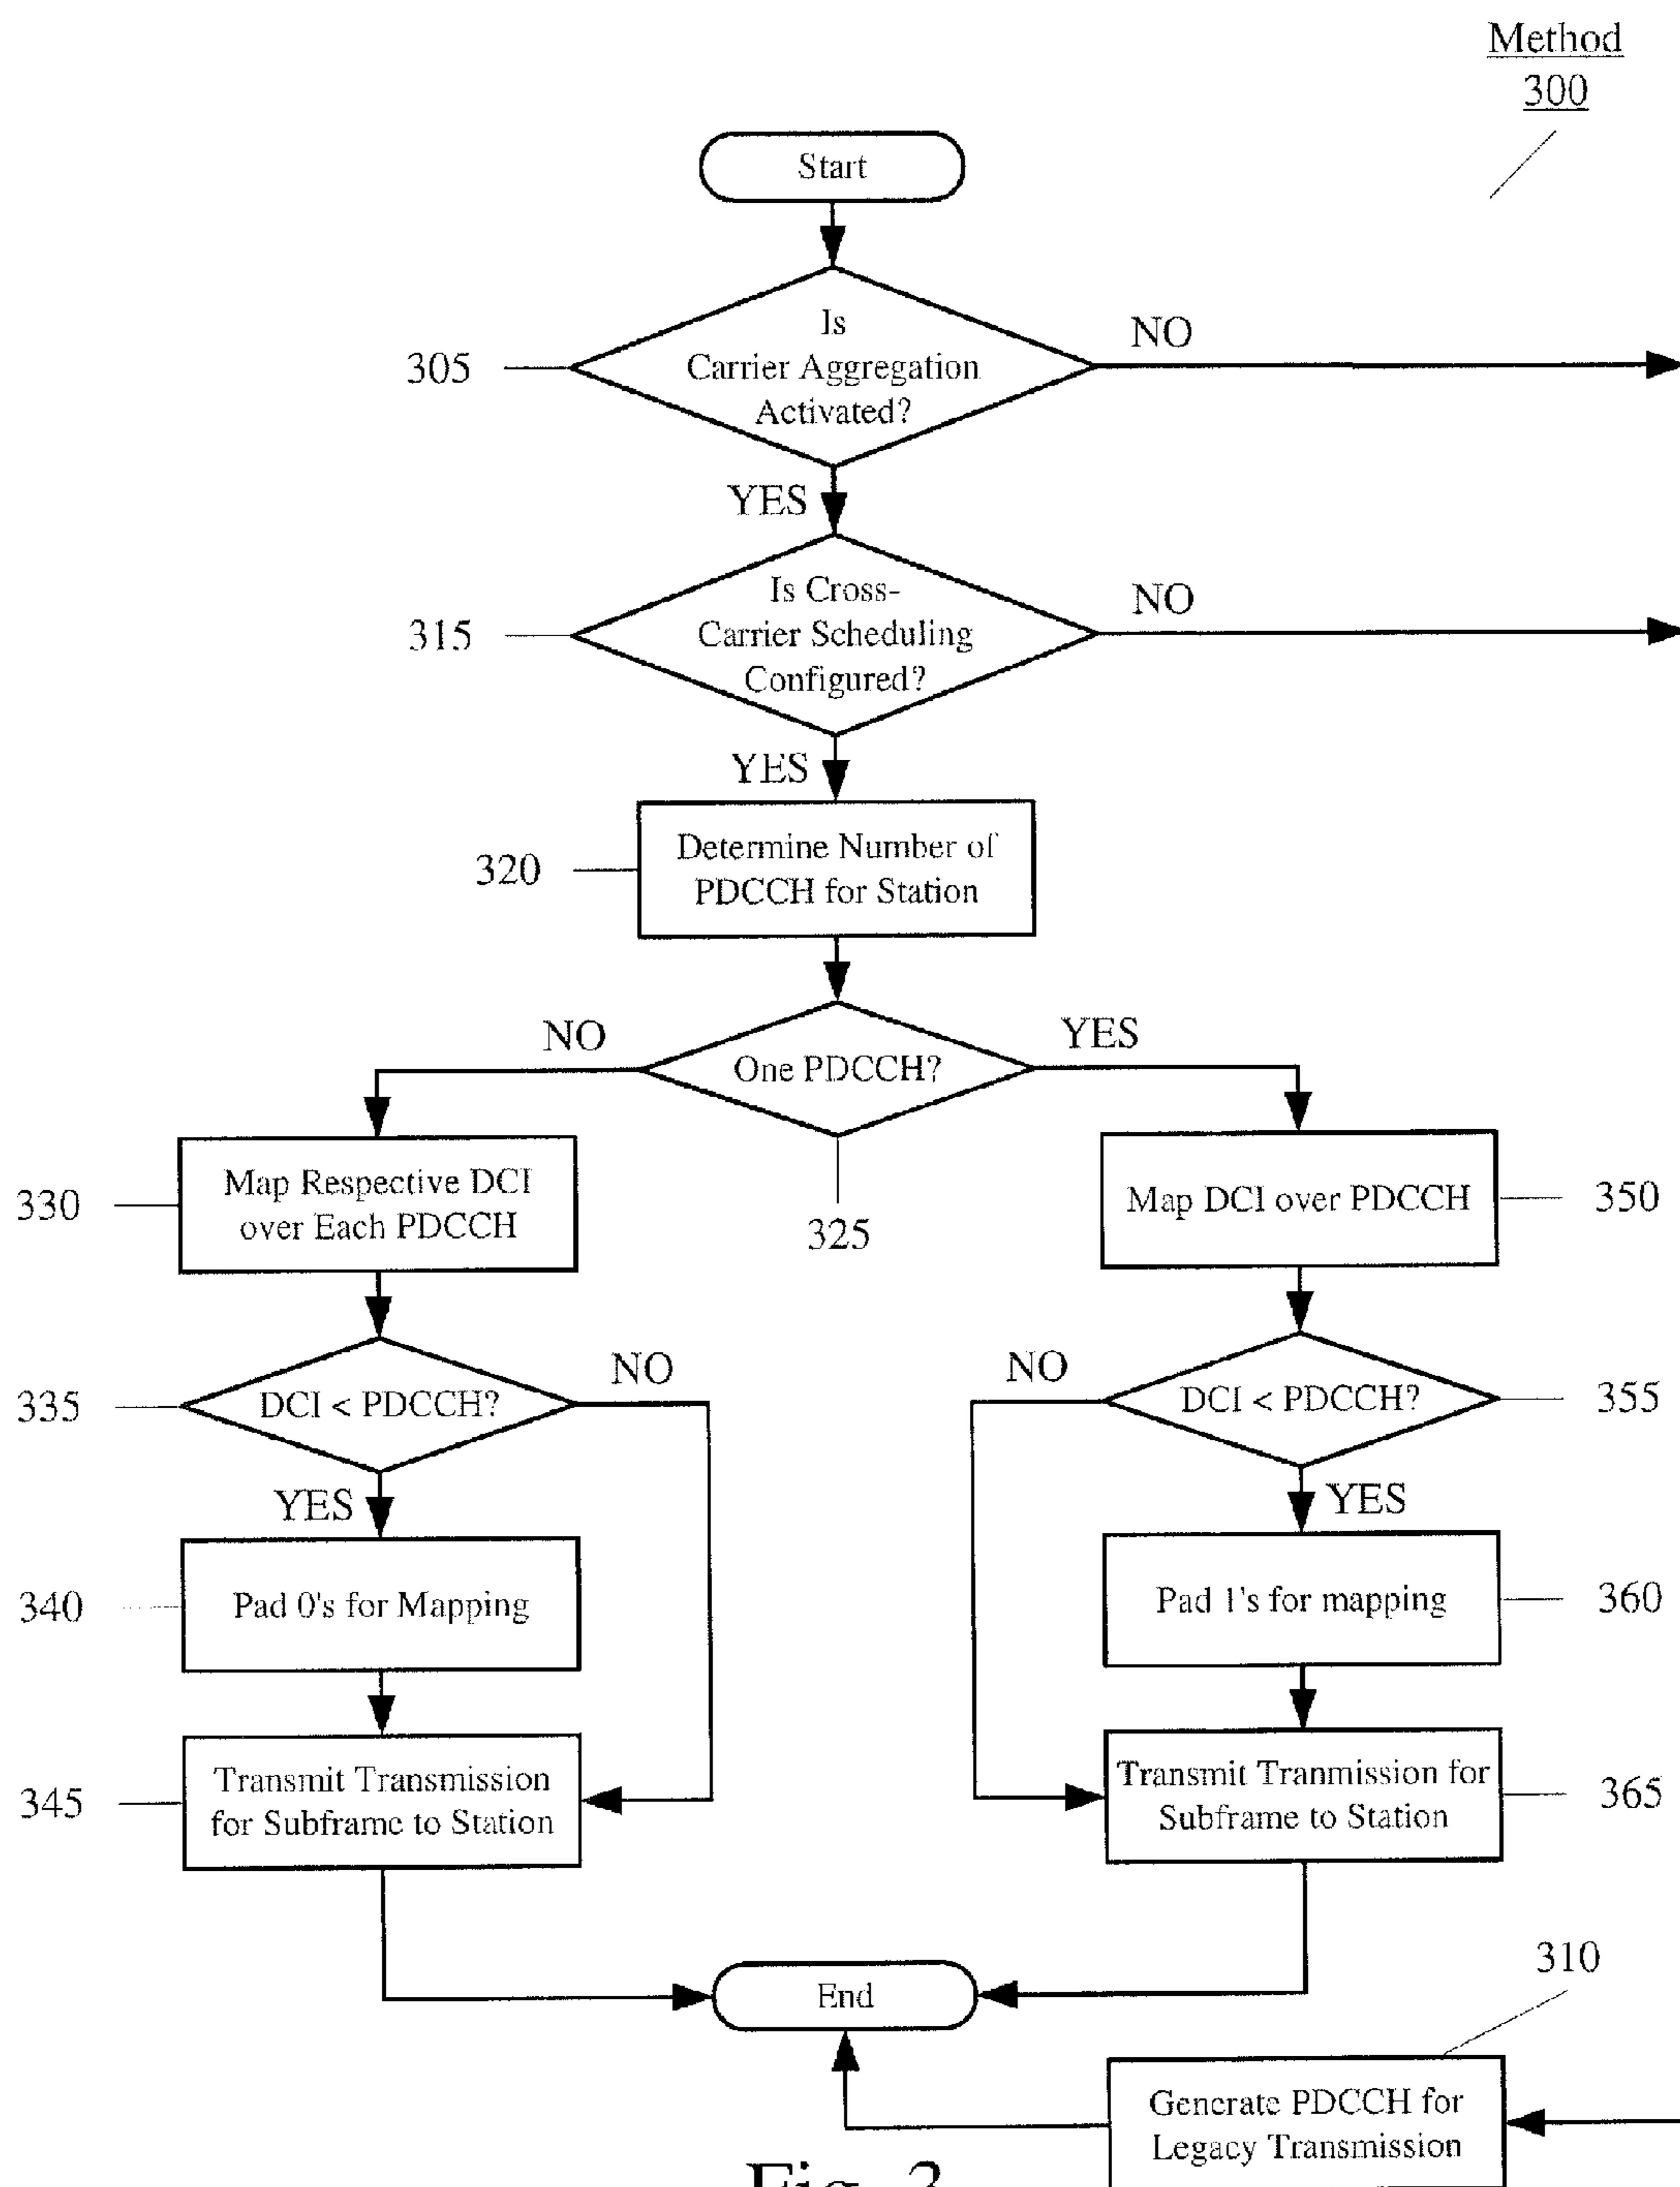 Method
300
Start
Is
Carrier Aggregation
Activated?
305
NO
YES
Is Cross-
Carrier Scheduling
Configured?
315
NO
YES
Determine Number of
PDCCH for Station
320
NO
One PDCCH?
YES
325
Map Respective DCI
over Each PDCCH
330
Map DCI over PDCCH
350
DCI < PDCCH?
335
NO
YES
NO
DCI < PDCCH?
355
YES
Pad 0's for Mapping
340
Pad 1's for mapping
360
Transmit Transmission
for Subframe to Station
345
Transmit Tranmission for
Subframe to Station
365
End
310
Generate PDCCH for
Legacy Transmission
Fig. 3